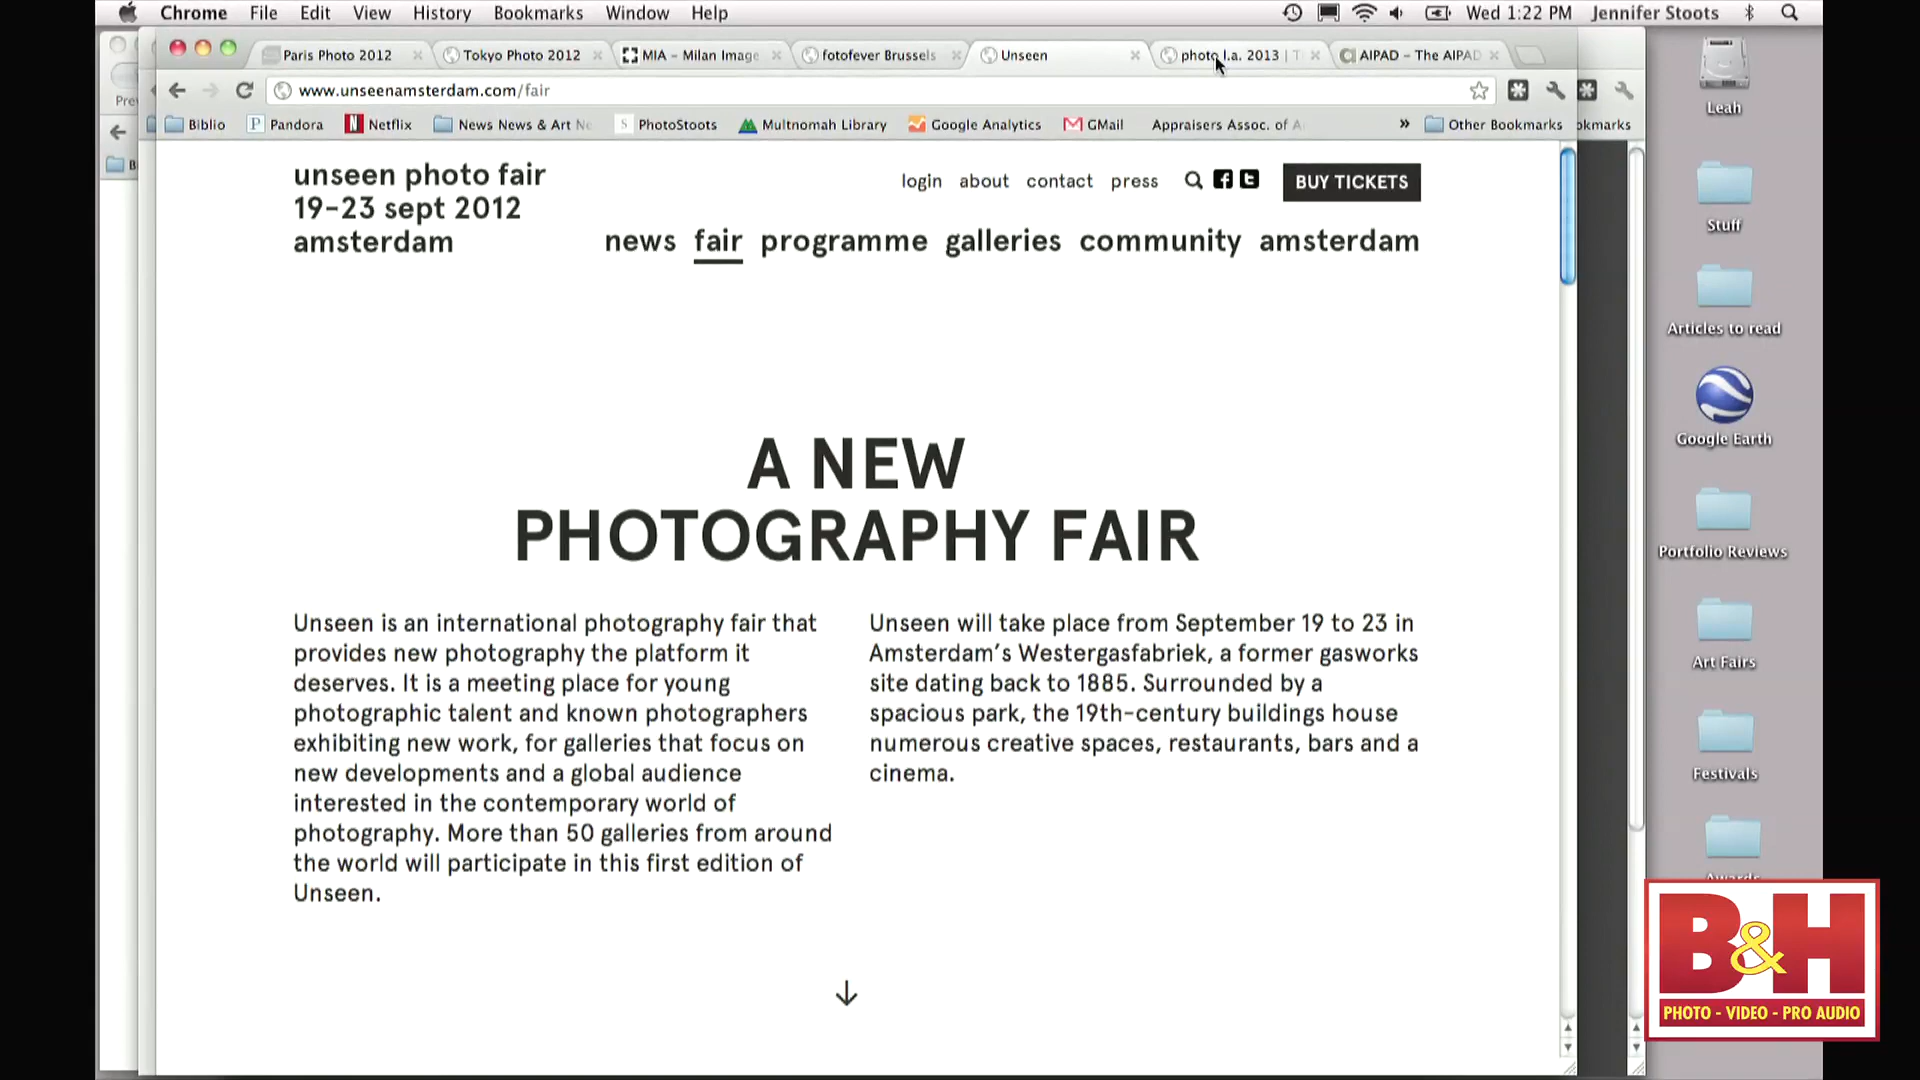 Chrome File Edit View History Bookmarks Window Help Wed 1:22 PM Jennifer Stoots
Paris Photo 2012 Tokyo Photo 2012 MIA – Milan Image fotofever Brussels Unseen photo l.a. 2013 | T AIPAD – The AIPAD
www.unseenamsterdam.com/fair
Biblio Pandora Netflix News News & Art Ne PhotoStoots Multnomah Library Google Analytics GMail Appraisers Assoc. of A » Other Bookmarks okmarks
unseen photo fair
19-23 sept 2012
amsterdam
login about contact press BUY TICKETS
news fair programme galleries community amsterdam
A NEW
PHOTOGRAPHY FAIR
Unseen is an international photography fair that
provides new photography the platform it
deserves. It is a meeting place for young
photographic talent and known photographers
exhibiting new work, for galleries that focus on
new developments and a global audience
interested in the contemporary world of
photography. More than 50 galleries from around
the world will participate in this first edition of
Unseen.
Unseen will take place from September 19 to 23 in
Amsterdam's Westergasfabriek, a former gasworks
site dating back to 1885. Surrounded by a
spacious park, the 19th-century buildings house
numerous creative spaces, restaurants, bars and a
cinema.
Leah
Stuff
Articles to read
Google Earth
Portfolio Reviews
Art Fairs
Festivals
Awards
B&H
PHOTO - VIDEO - PRO AUDIO